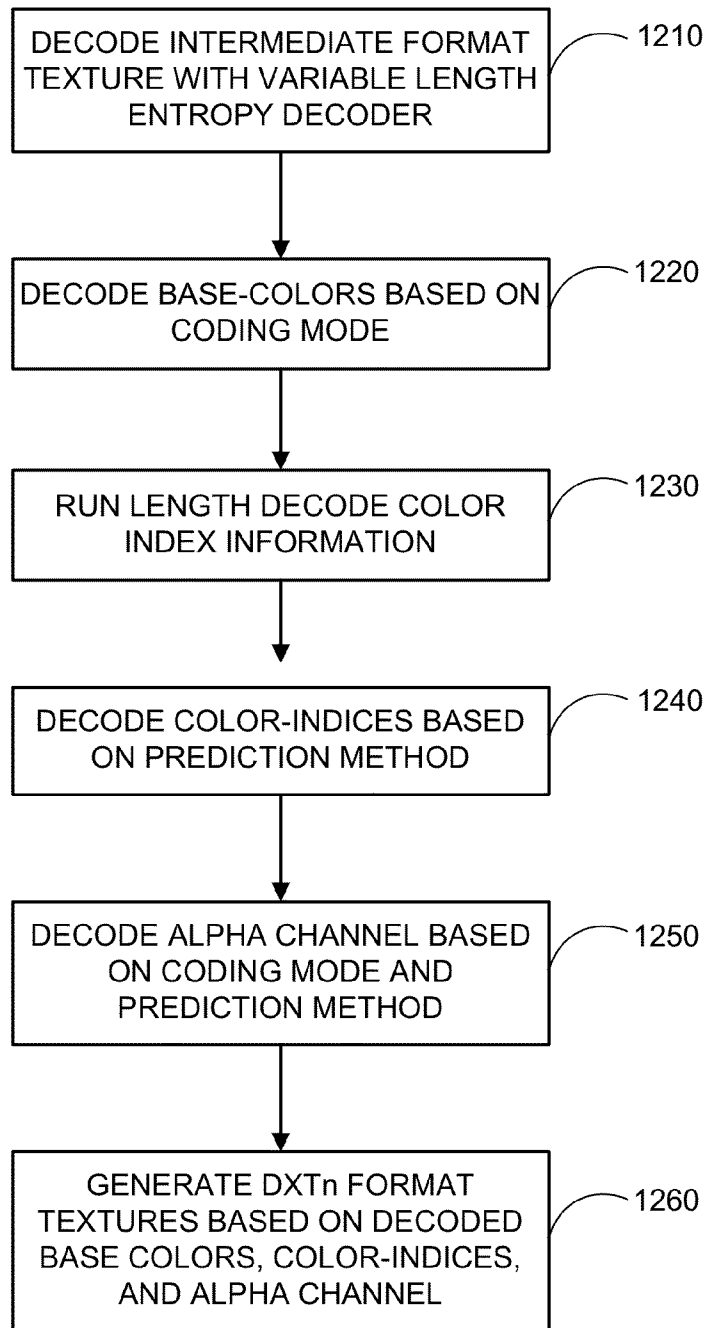 DECODE INTERMEDIATE FORMAT
TEXTURE WITH VARIABLE LENGTH
ENTROPY DECODER
1210
DECODE BASE-COLORS BASED ON
CODING MODE
1220
RUN LENGTH DECODE COLOR
INDEX INFORMATION
1230
DECODE COLOR-INDICES BASED
ON PREDICTION METHOD
1240
DECODE ALPHA CHANNEL BASED
ON CODING MODE AND
PREDICTION METHOD
1250
GENERATE DXTn FORMAT
TEXTURES BASED ON DECODED
BASE COLORS, COLOR-INDICES,
AND ALPHA CHANNEL
1260